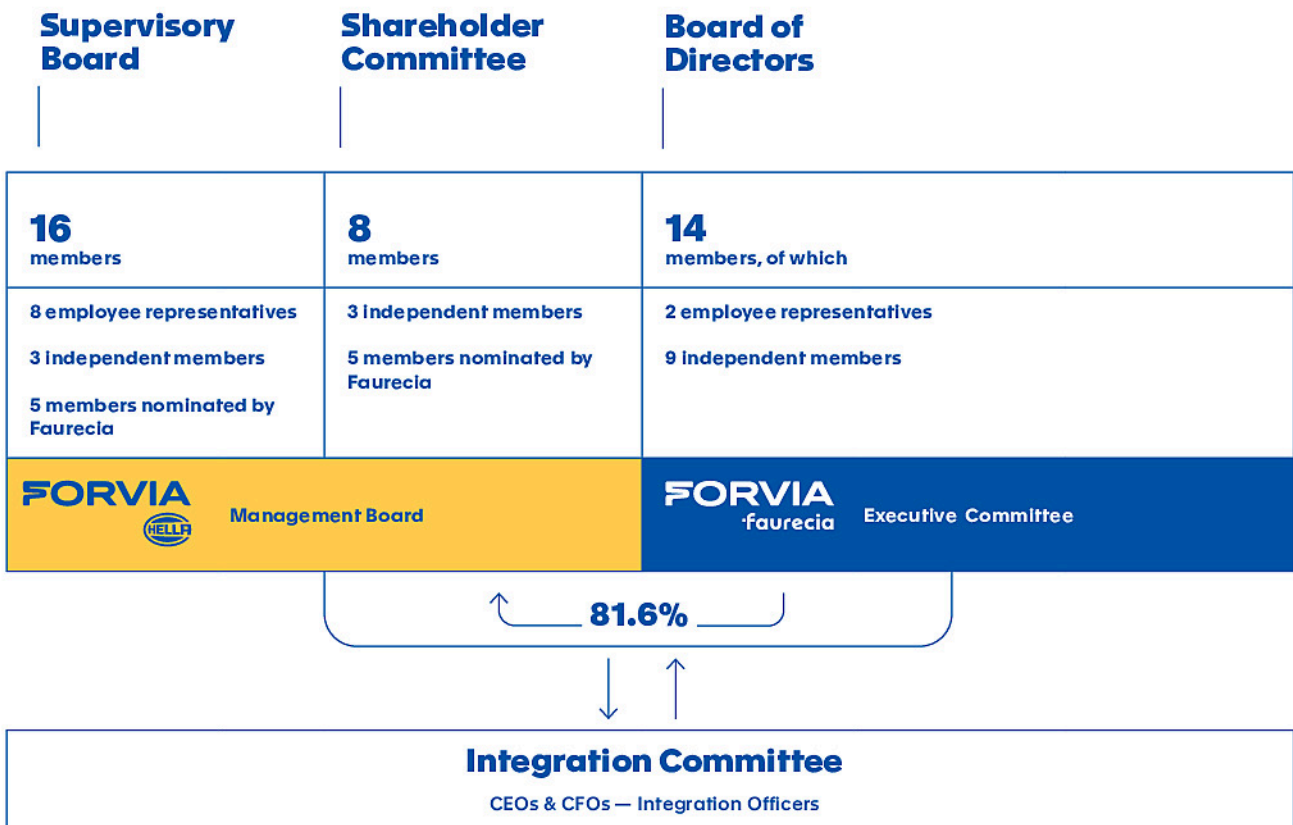 Supervisory
Board
Shareholder
Committee
Board of
Directors
16
members
8
members
14
members, of which
8 employee representatives
3 independent members
5 members nominated by
Faurecia
3 independent members
5 members nominated by
Faurecia
2 employee representatives
9 independent members
FORVIA
HELLA
Management Board
FORVIA
faurecia
Executive Committee
81.6%
Integration Committee
CEOs & CFOs — Integration Officers